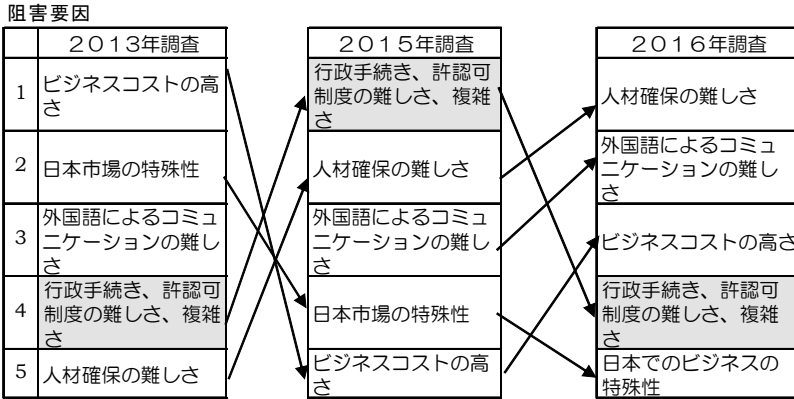 阻害要因
２０１３年調査
２０１５年調査
２０１６年調査
1
ビジネスコストの高
さ
行政手続き、許認可
制度の難しさ、複雑
さ
人材確保の難しさ
2
日本市場の特殊性
人材確保の難しさ
外国語によるコミュ
ニケーションの難し
さ
3
外国語によるコミュ
ニケーションの難し
さ
外国語によるコミュ
ニケーションの難し
さ
ビジネスコストの高さ
4
行政手続き、許認可
制度の難しさ、複雑
さ
日本市場の特殊性
行政手続き、許認可
制度の難しさ、複雑
さ
5
人材確保の難しさ
ビジネスコストの高
さ
日本でのビジネスの
特殊性